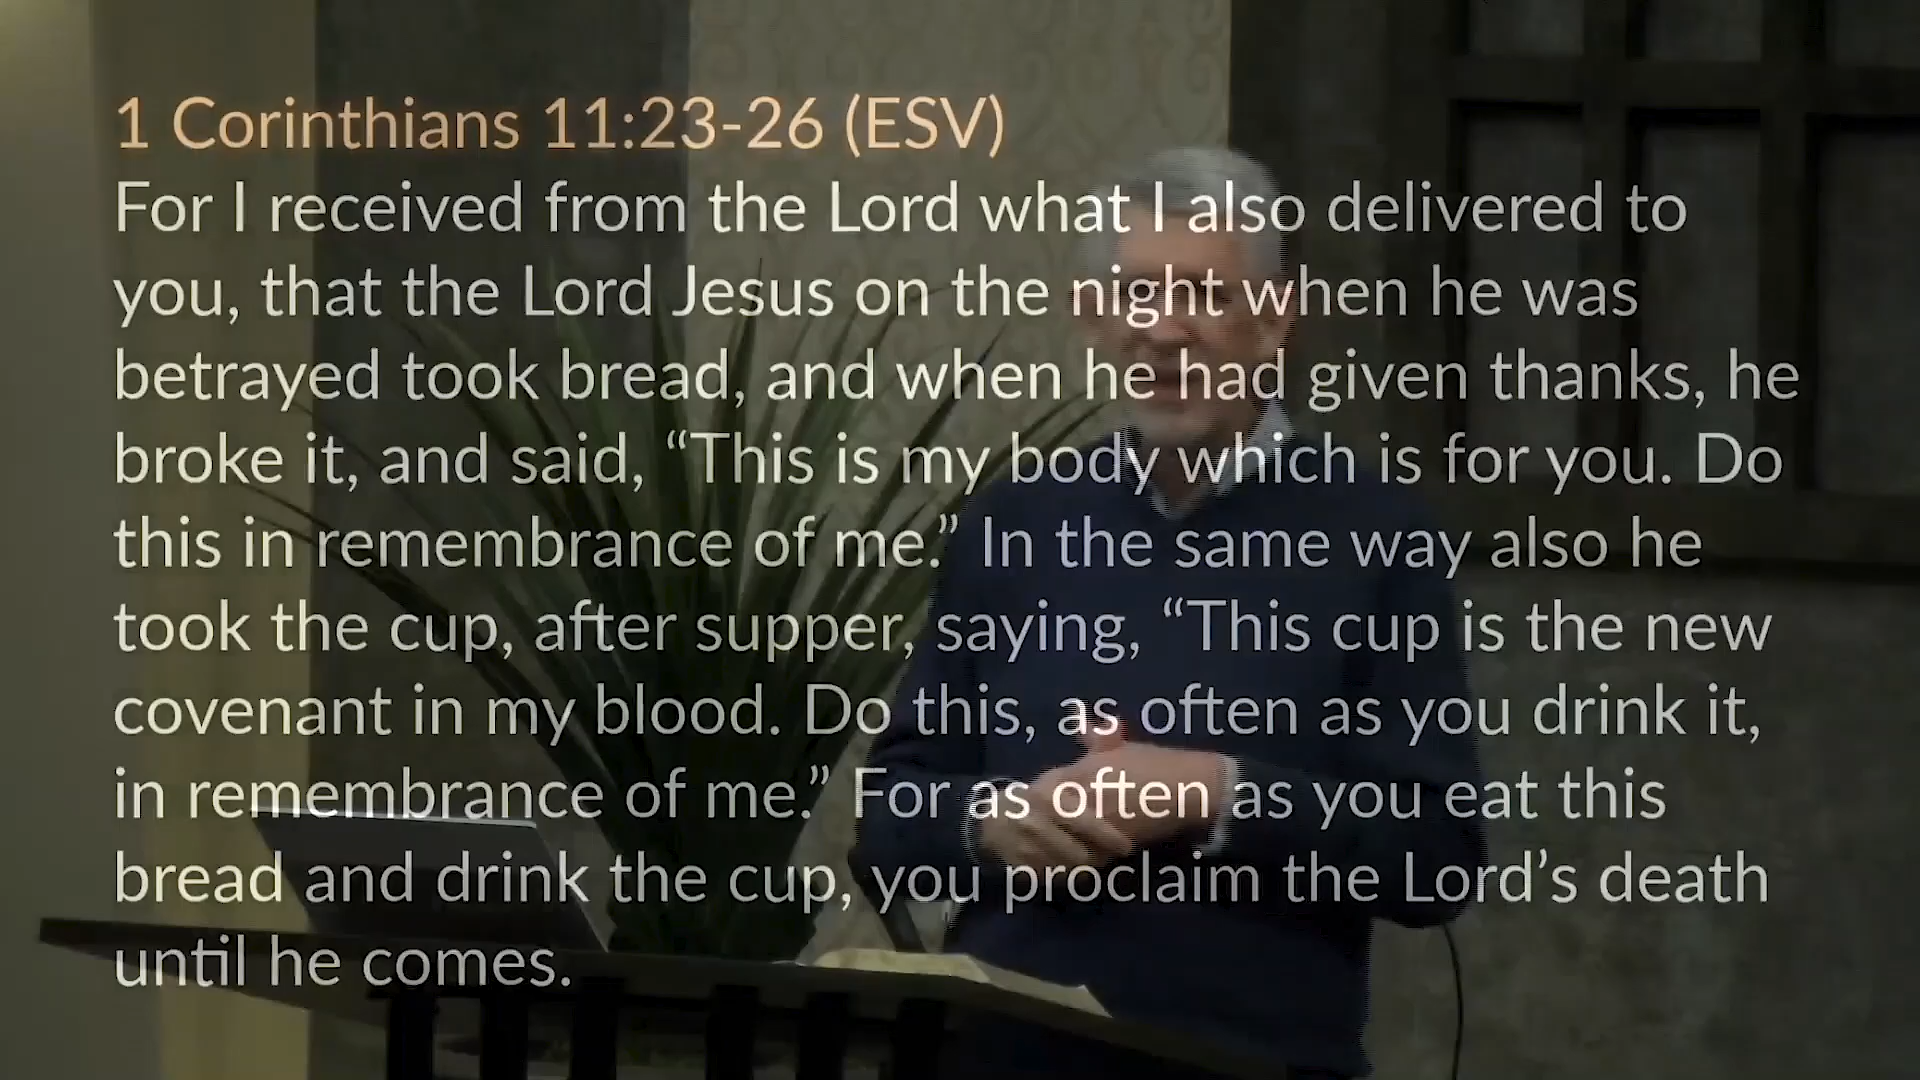 1 Corinthians 11:23-26 (ESV)
For I received from the Lord what I also delivered to
you, that the Lord Jesus on the night when he was
betrayed took bread, and when he had given thanks, he
broke it, and said, “This is my body which is for you. Do
this in remembrance of me.” In the same way also he
took the cup, after supper, saying, “This cup is the new
covenant in my blood. Do this, as often as you drink it,
in remembrance of me.” For as often as you eat this
bread and drink the cup, you proclaim the Lord’s death
until he comes.